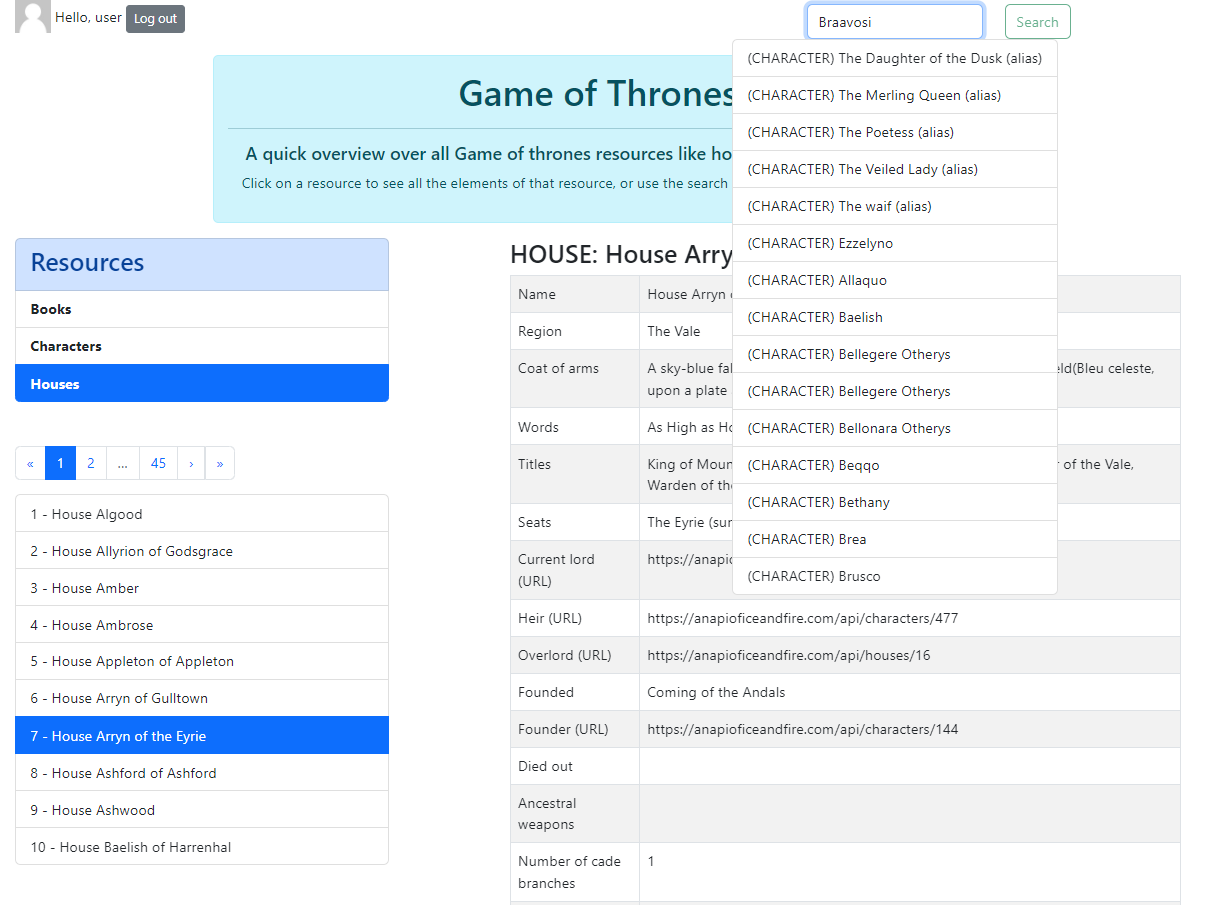 Hello, user Log out
Braavosi Search
(CHARACTER) The Daughter of the Dusk (alias)
(CHARACTER) The Merling Queen (alias)
(CHARACTER) The Poetess (alias)
(CHARACTER) The Veiled Lady (alias)
(CHARACTER) The waif (alias)
(CHARACTER) Ezzelyno
(CHARACTER) Allaquo
(CHARACTER) Baelish
(CHARACTER) Bellegere Otherys
(CHARACTER) Bellegere Otherys
(CHARACTER) Bellonara Otherys
(CHARACTER) Beqqo
(CHARACTER) Bethany
(CHARACTER) Brea
(CHARACTER) Brusco
Game of Thrones
A quick overview over all Game of thrones resources like ho
Click on a resource to see all the elements of that resource, or use the search
Resources
Books
Characters
Houses
« 1 2 ... 45 › »
1 - House Algood
2 - House Allyrion of Godsgrace
3 - House Amber
4 - House Ambrose
5 - House Appleton of Appleton
6 - House Arryn of Gulltown
7 - House Arryn of the Eyrie
8 - House Ashford of Ashford
9 - House Ashwood
10 - House Baelish of Harrenhal
HOUSE: House Arry
Name House Arryn
Region The Vale
Coat of arms A sky-blue fal eld(Bleu celeste,
upon a plate
Words As High as Ho
Titles King of Moun of the Vale,
Warden of the
Seats The Eyrie (sur
Current lord
(URL) https://anapio
Heir (URL) https://anapioficeandfire.com/api/characters/477
Overlord (URL) https://anapioficeandfire.com/api/houses/16
Founded Coming of the Andals
Founder (URL) https://anapioficeandfire.com/api/characters/144
Died out
Ancestral
weapons
Number of cade 1
branches